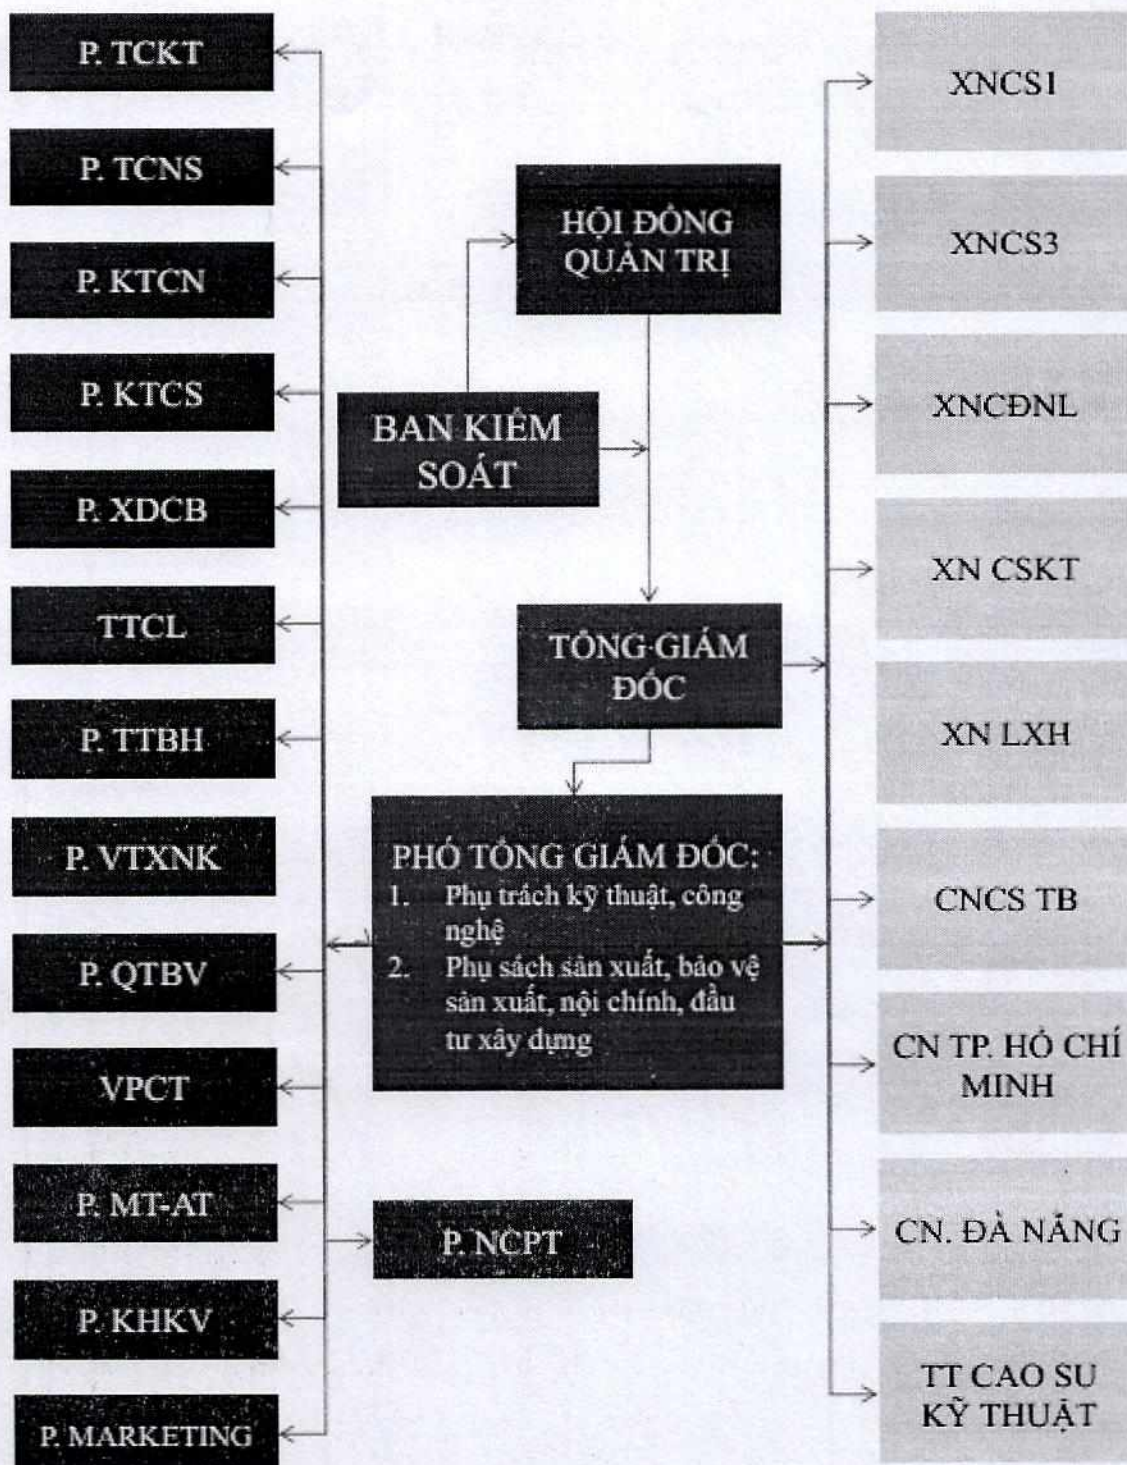 P. TCKT
P. TCNS
P. KTCN
P. KTCS
P. XDCB
TTCL
P. TTBH
P. VTXNK
P. QTBV
VPCT
P. MT-AT
P. KHKV
P. MARKETING
HỘI ĐỒNG
QUẢN TRỊ
BAN KIỂM
SOÁT
TỔNG GIÁM
ĐỐC
PHÓ TỔNG GIÁM ĐỐC:
1. Phụ trách kỹ thuật, công
nghệ
2. Phụ sách sản xuất, bảo vệ
sản xuất, nội chính, đầu
tư xây dựng
P. NCPT
XNCS1
XNCS3
XNCĐNL
XN CSKT
XN LXH
CNCS TB
CN TP. HỒ CHÍ
MINH
CN. ĐÀ NẴNG
TT CAO SU
KỸ THUẬT